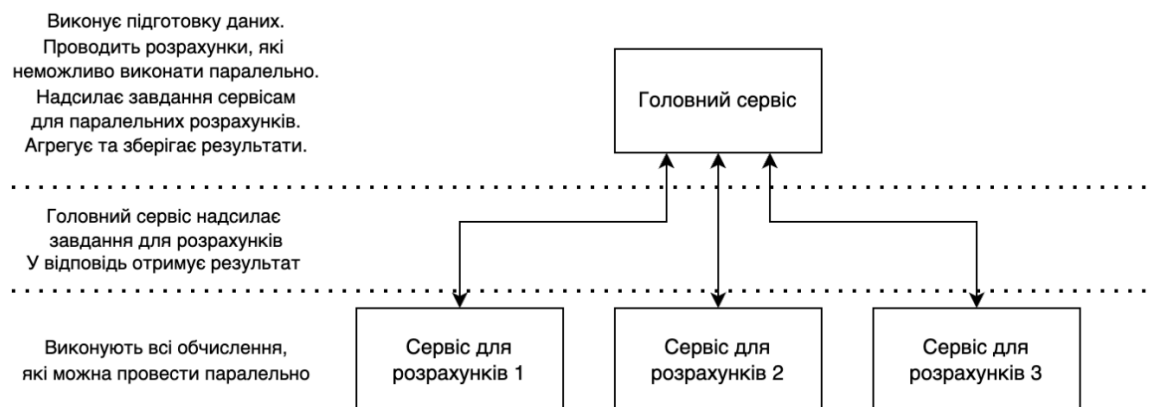 Виконує підготовку даних.
Проводить розрахунки, які
неможливо виконати паралельно.
Надсилає завдання сервісам
для паралельних розрахунків.
Агрегує та зберігає результати.
Головний сервіс
Головний сервіс надсилає
завдання для розрахунків
У відповідь отримує результат
Виконують всі обчислення,
які можна провести паралельно
Сервіс для
розрахунків 1
Сервіс для
розрахунків 2
Сервіс для
розрахунків 3